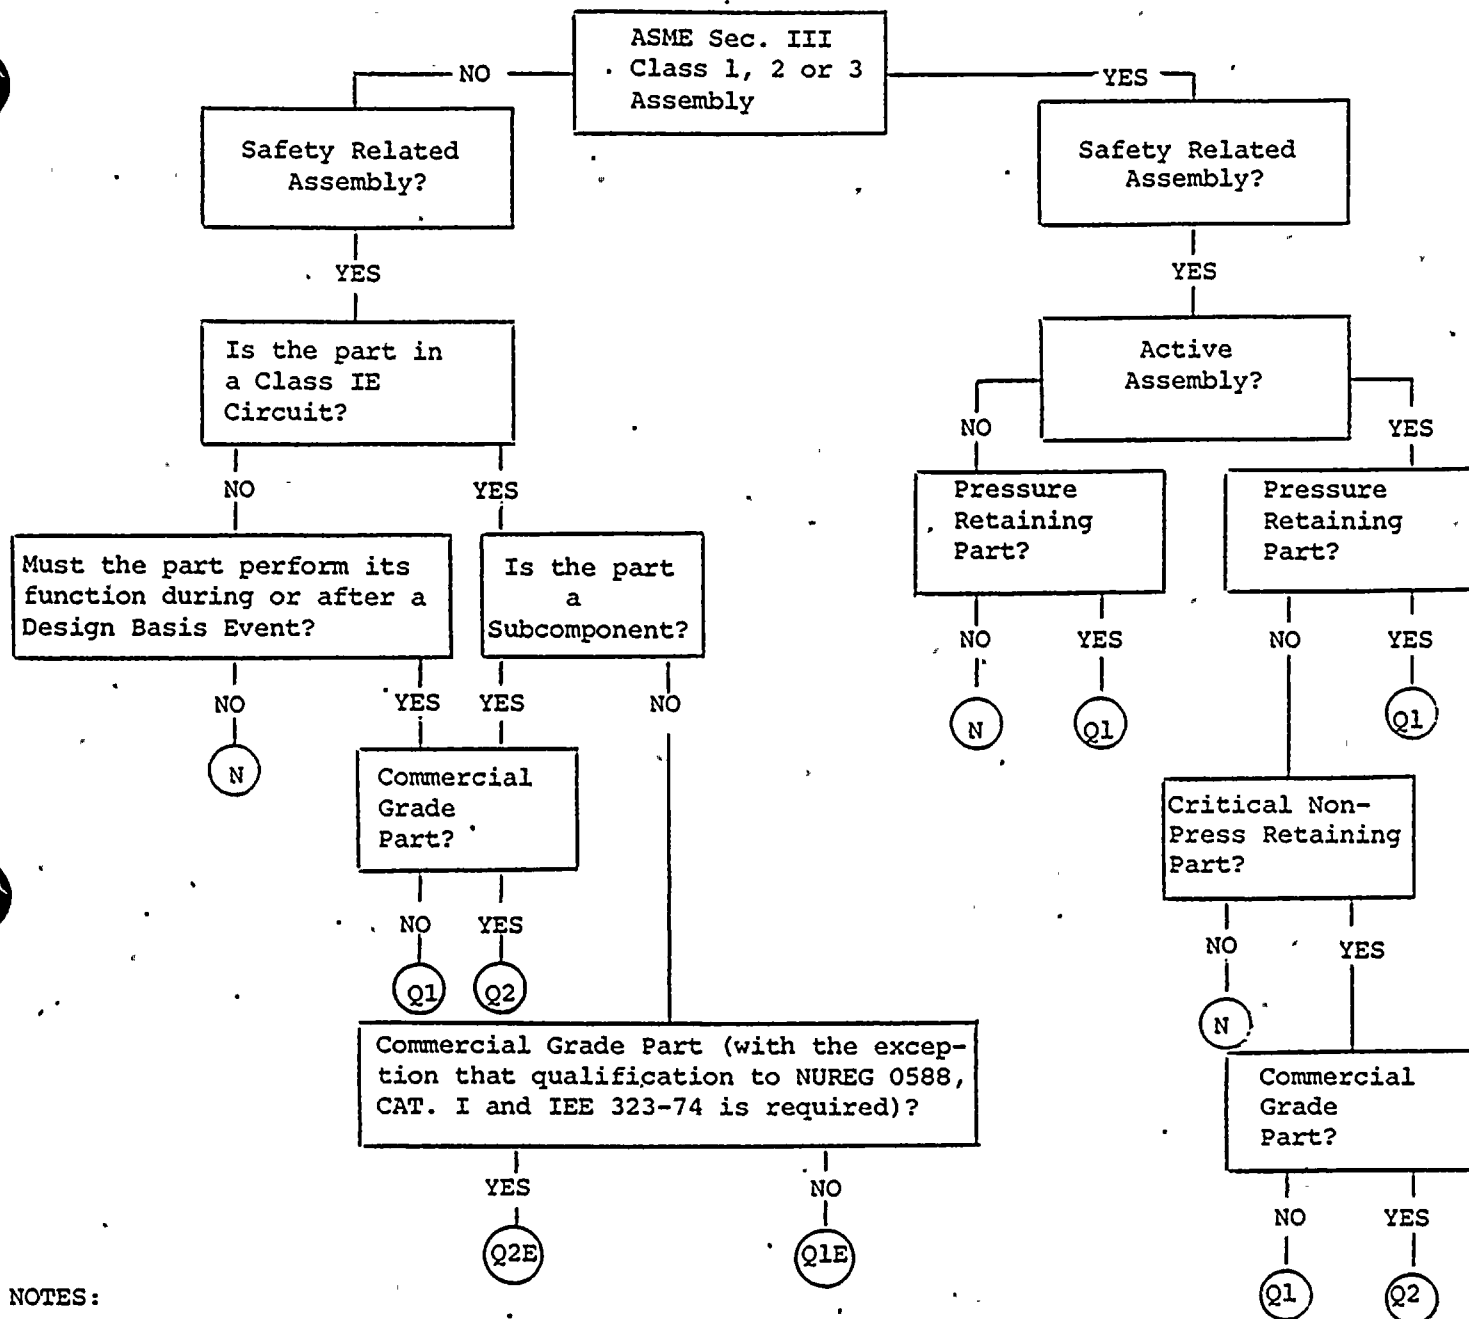 ASME Sec. III
Class 1, 2 or 3
Assembly
NO
YES
Safety Related
Assembly?
Safety Related
Assembly?
YES
YES
Is the part in
a Class IE
Circuit?
Active
Assembly?
NO
YES
NO
YES
Must the part perform its
function during or after a
Design Basis Event?
Is the part
a
Subcomponent?
Pressure
Retaining
Part?
Pressure
Retaining
Part?
NO
YES
YES
NO
NO
YES
NO
YES
N
N
Q1
Q1
Commercial
Grade
Part?
Critical Non-
Press Retaining
Part?
NO
YES
NO
YES
Q1
Q2
N
Commercial Grade Part (with the excep-
tion that qualification to NUREG 0588,
CAT. I and IEE 323-74 is required)?
Commercial
Grade
Part?
YES
NO
NO
YES
Q2E
Q1E
Q1
Q2
NOTES: